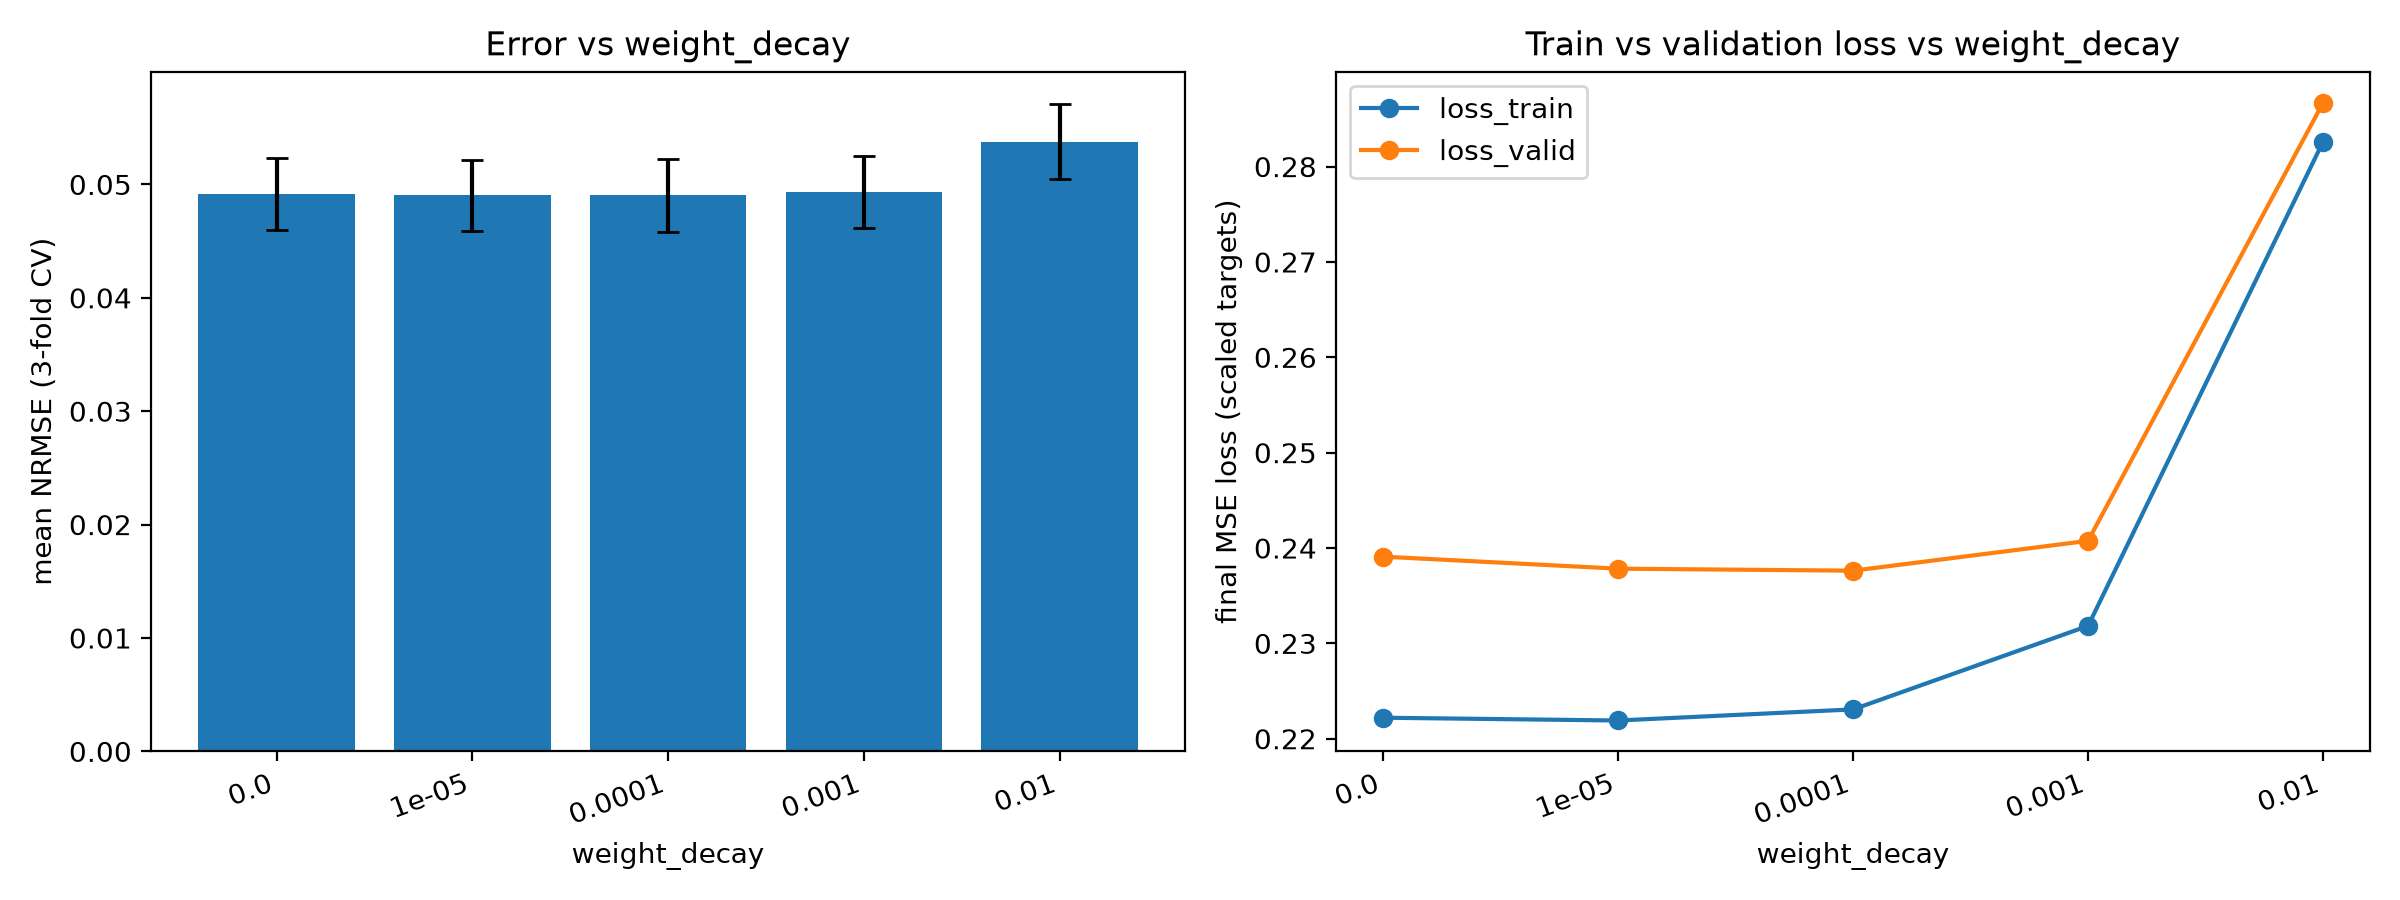 Error vs weight_decay
mean NRMSE (3-fold CV)
0.05
0.04
0.03
0.02
0.01
0.00
0.0
1e-05
0.0001
0.001
0.01
weight_decay
Train vs validation loss vs weight_decay
loss_train
loss_valid
final MSE loss (scaled targets)
0.28
0.27
0.26
0.25
0.24
0.23
0.22
0.0
1e-05
0.0001
0.001
0.01
weight_decay